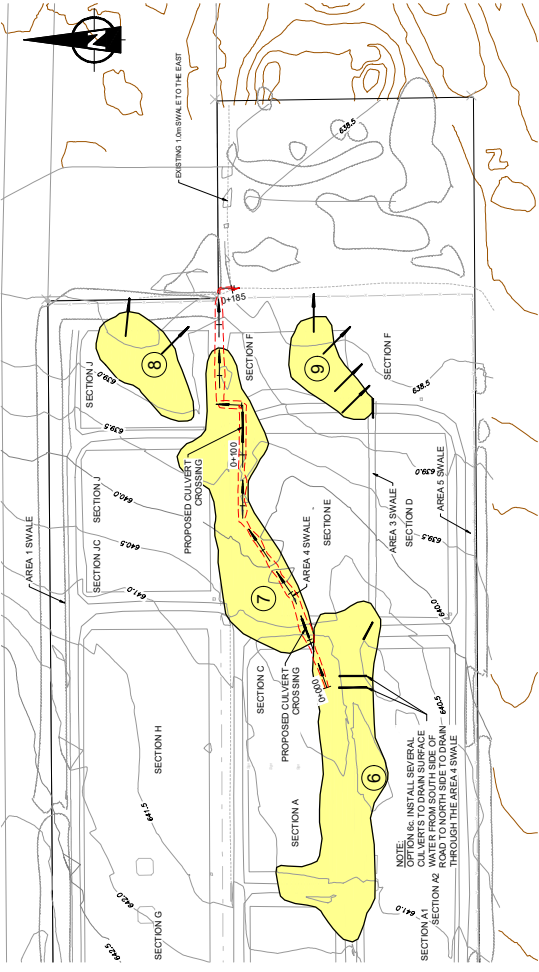 N
EXISTING 1.0m SWALE TO THE EAST
638.5
0+185
SECTION J
639.0
8
SECTION F
9
SECTION F
638.5
639.5
PROPOSED CULVERT
CROSSING
0+100
SECTION J
640.0
SECTION JC
640.5
641.0
AREA 1 SWALE
7
AREA 4 SWALE
SECTION E
AREA 3 SWALE
SECTION D
639.0
639.5
AREA 5 SWALE
640.0
SECTION C
PROPOSED CULVERT
CROSSING
0+000
640.5
SECTION H
641.5
SECTION A
6
NOTE:
OPTION 6c. INSTALL SEVERAL
CULVERTS TO DRAIN SURFACE
WATER FROM SOUTH SIDE OF
ROAD TO NORTH SIDE TO DRAIN
THROUGH THE AREA 4 SWALE
642.0
642.5
SECTION G
641.0
SECTION A1
SECTION A2